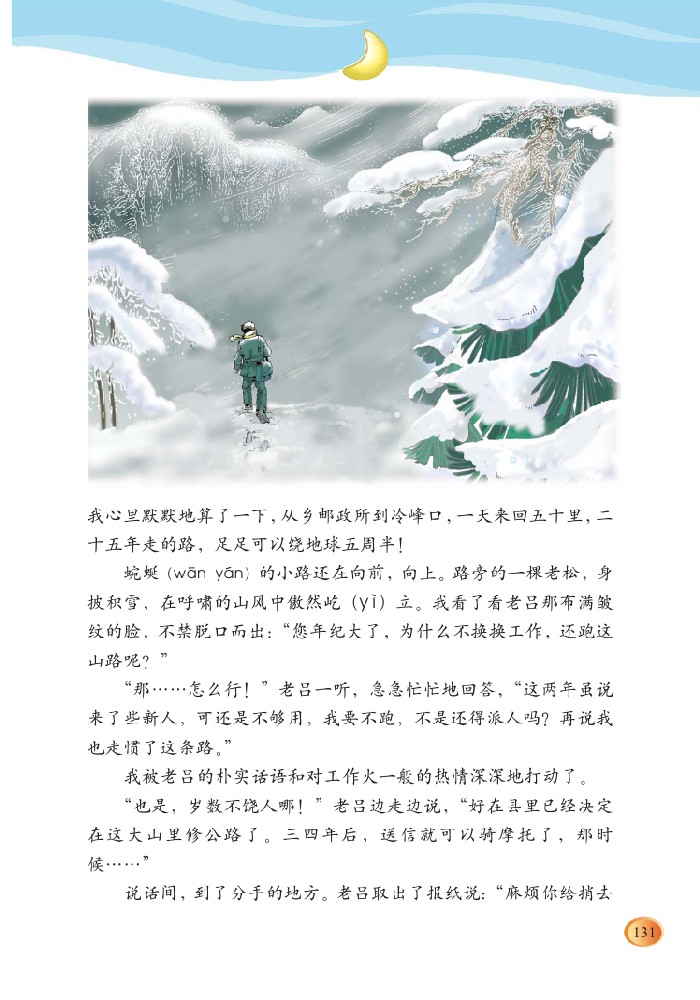 我心里默默地算了一下，从乡邮政所到冷峰口，一天来回五十里，二
十五年走的路，足足可以绕地球五周半！
蜿蜒（wān yán）的小路还在向前，向上。路旁的一棵老松，身
披积雪，在呼啸的山风中傲然屹（yì）立。我看了看老吕那布满皱
纹的脸，不禁脱口而出：“您年纪大了，为什么不换换工作，还跑这
山路呢？”
“那……怎么行！”老吕一听，急急忙忙地回答，“这两年虽说
来了些新人，可还是不够用，我要不跑，不是还得派人吗？再说我
也走惯了这条路。”
我被老吕的朴实话语和对工作火一般的热情深深地打动了。
“也是，岁数不饶人哪！”老吕边走边说，“好在县里已经决定
在这大山里修公路了。三四年后，送信就可以骑摩托了，那时
候……”
说话间，到了分手的地方。老吕取出了报纸说：“麻烦你给捎去
131